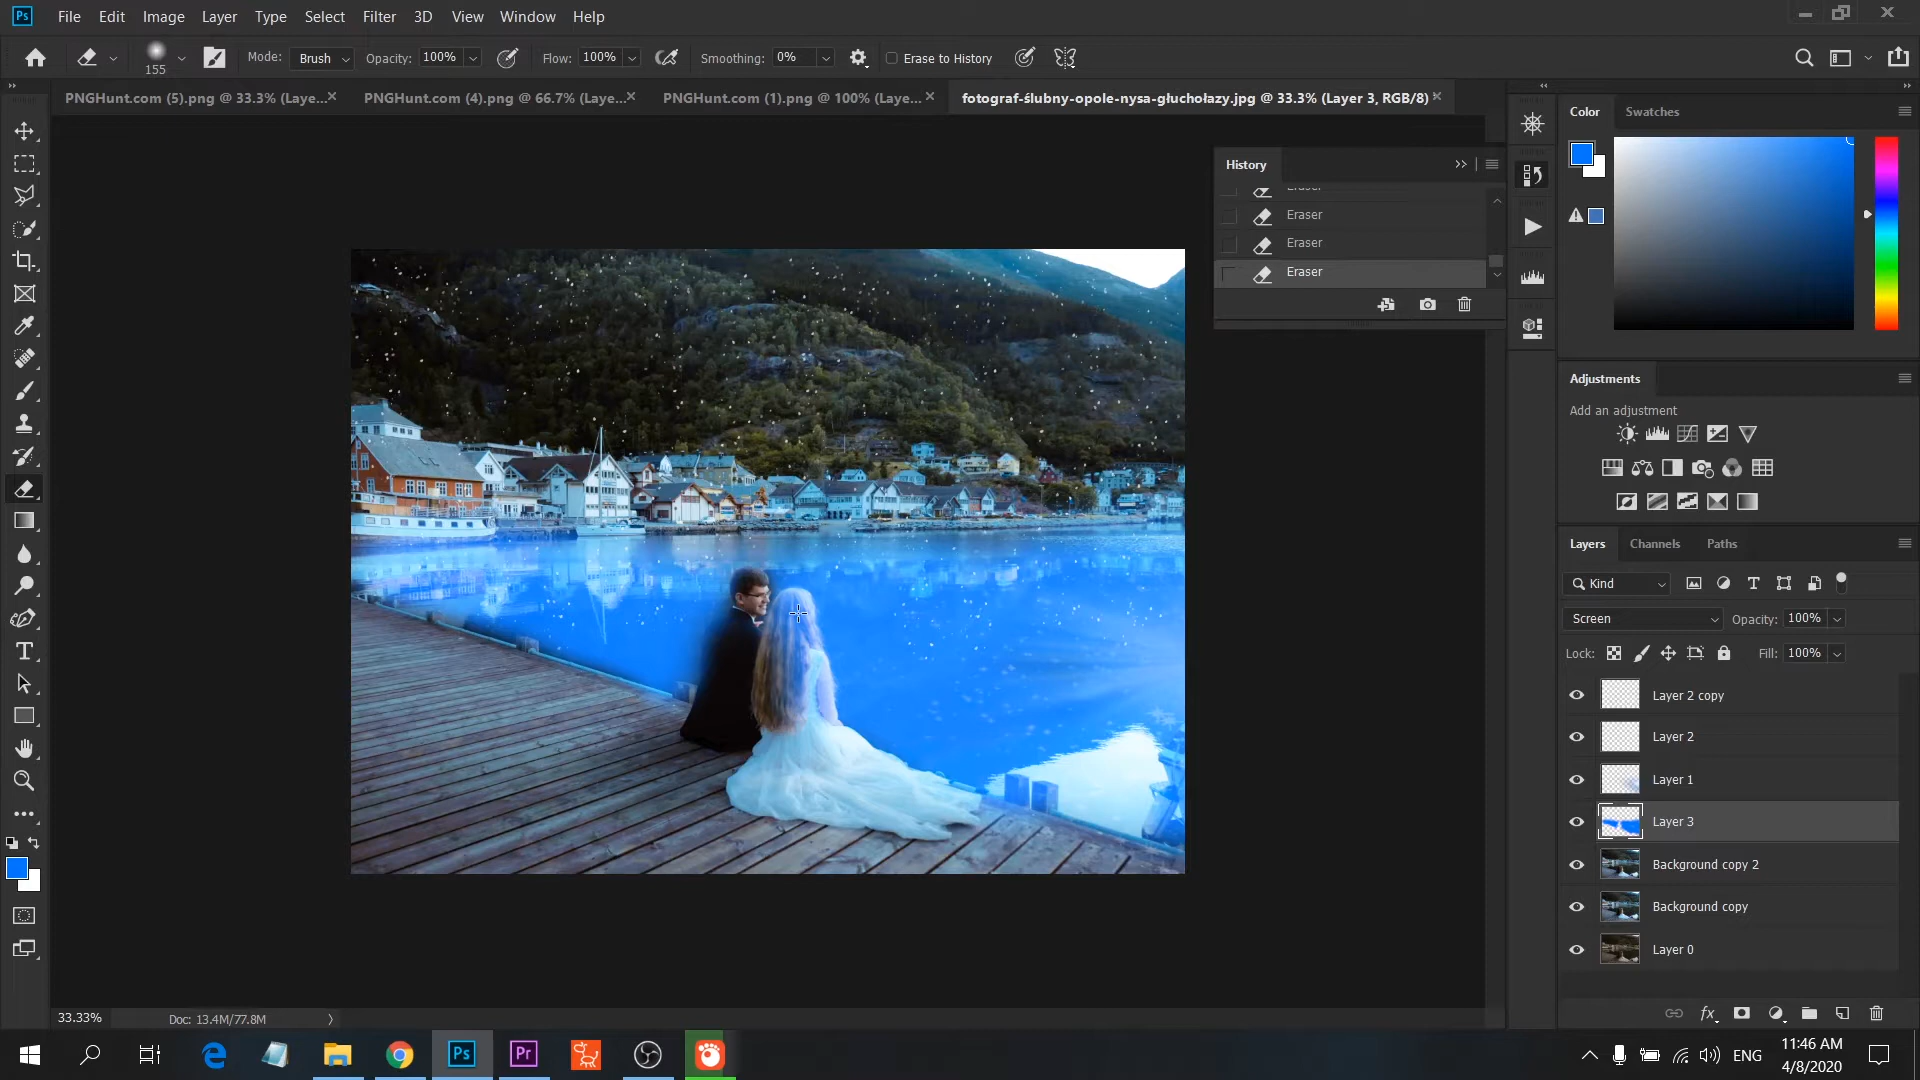 Ps File Edit Image Layer Type Select Filter 3D View Window Help
155 Mode: Brush Opacity: 100% Flow: 100% Smoothing: 0% Erase to History
PNGHunt.com (5).png @ 33.3% (Laye... PNGHunt.com (4).png @ 66.7% (Laye... PNGHunt.com (1).png @ 100% (Laye... fotograf-ślubny-opole-nysa-głuchołazy.jpg @ 33.3% (Layer 3, RGB/8)
History
Eraser
Eraser
Eraser
Eraser
Color Swatches
Adjustments
Add an adjustment
Layers Channels Paths
Kind
Screen Opacity: 100%
Lock: Fill: 100%
Layer 2 copy
Layer 2
Layer 1
Layer 3
Background copy 2
Background copy
Layer 0
fx
33.33% Doc: 13.4M/77.8M
Ps Pr ENG 11:46 AM
4/8/2020